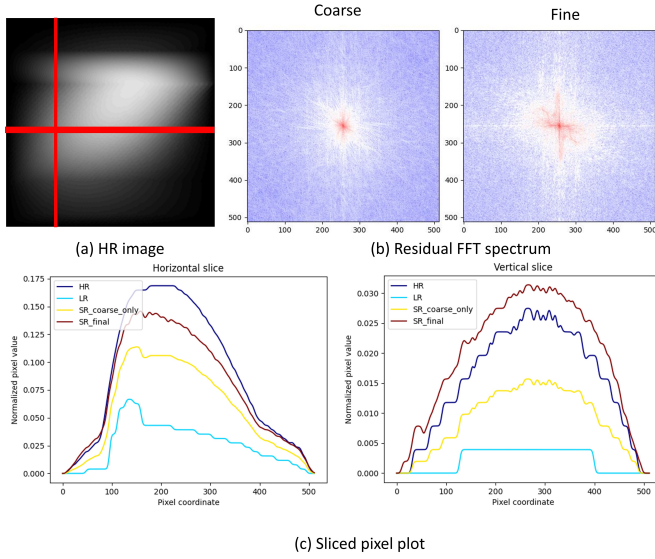 Coarse
Fine
0
100
200
300
400
500
0 100 200 300 400 500
0
100
200
300
400
500
0 100 200 300 400 500
(a) HR image
(b) Residual FFT spectrum
Horizontal slice
HR
LR
SR_coarse_only
SR_final
Normalized pixel value
0.175
0.150
0.125
0.100
0.075
0.050
0.025
0.000
0 100 200 300 400 500
Pixel coordinate
Vertical slice
HR
LR
SR_coarse_only
SR_final
Normalized pixel value
0.030
0.025
0.020
0.015
0.010
0.005
0.000
0 100 200 300 400 500
Pixel coordinate
(c) Sliced pixel plot